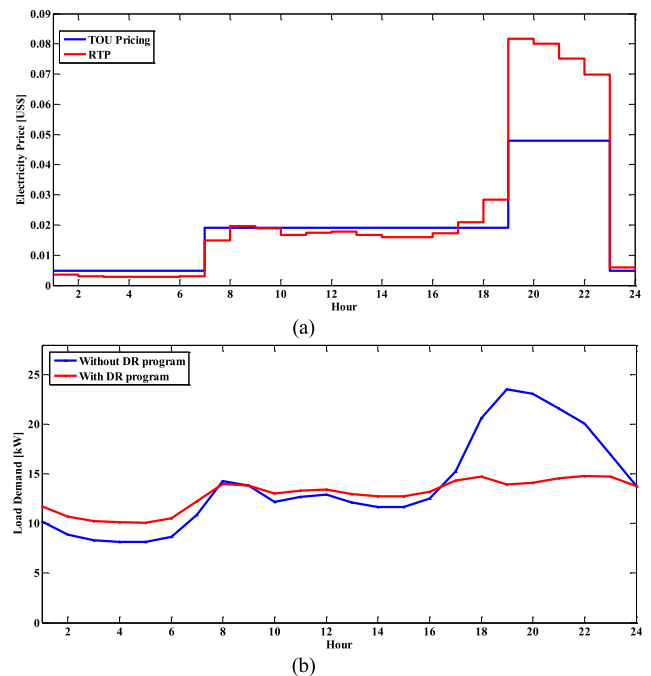 0.09
0.08
0.07
0.06
0.05
0.04
0.03
0.02
0.01
0
Electricity Price [US$]
TOU Pricing
RTP
2 4 6 8 10 12 14 16 18 20 22 24
Hour
(a)
25
20
15
10
5
0
Load Demand [kW]
Without DR program
With DR program
2 4 6 8 10 12 14 16 18 20 22 24
Hour
(b)